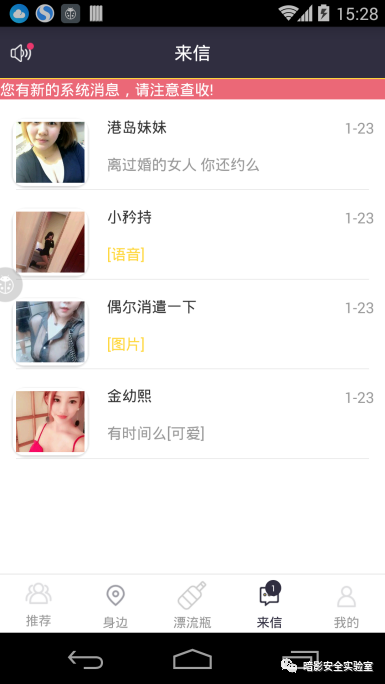 15:28
来信
您有新的系统消息，请注意查收!
港岛妹妹 1-23
离过婚的女人 你还约么
小矜持 1-23
[语音]
偶尔消遣一下 1-23
[图片]
金幼熙 1-23
有时间么[可爱]
1
推荐 身边 漂流瓶 来信 我的
暗影安全实验室